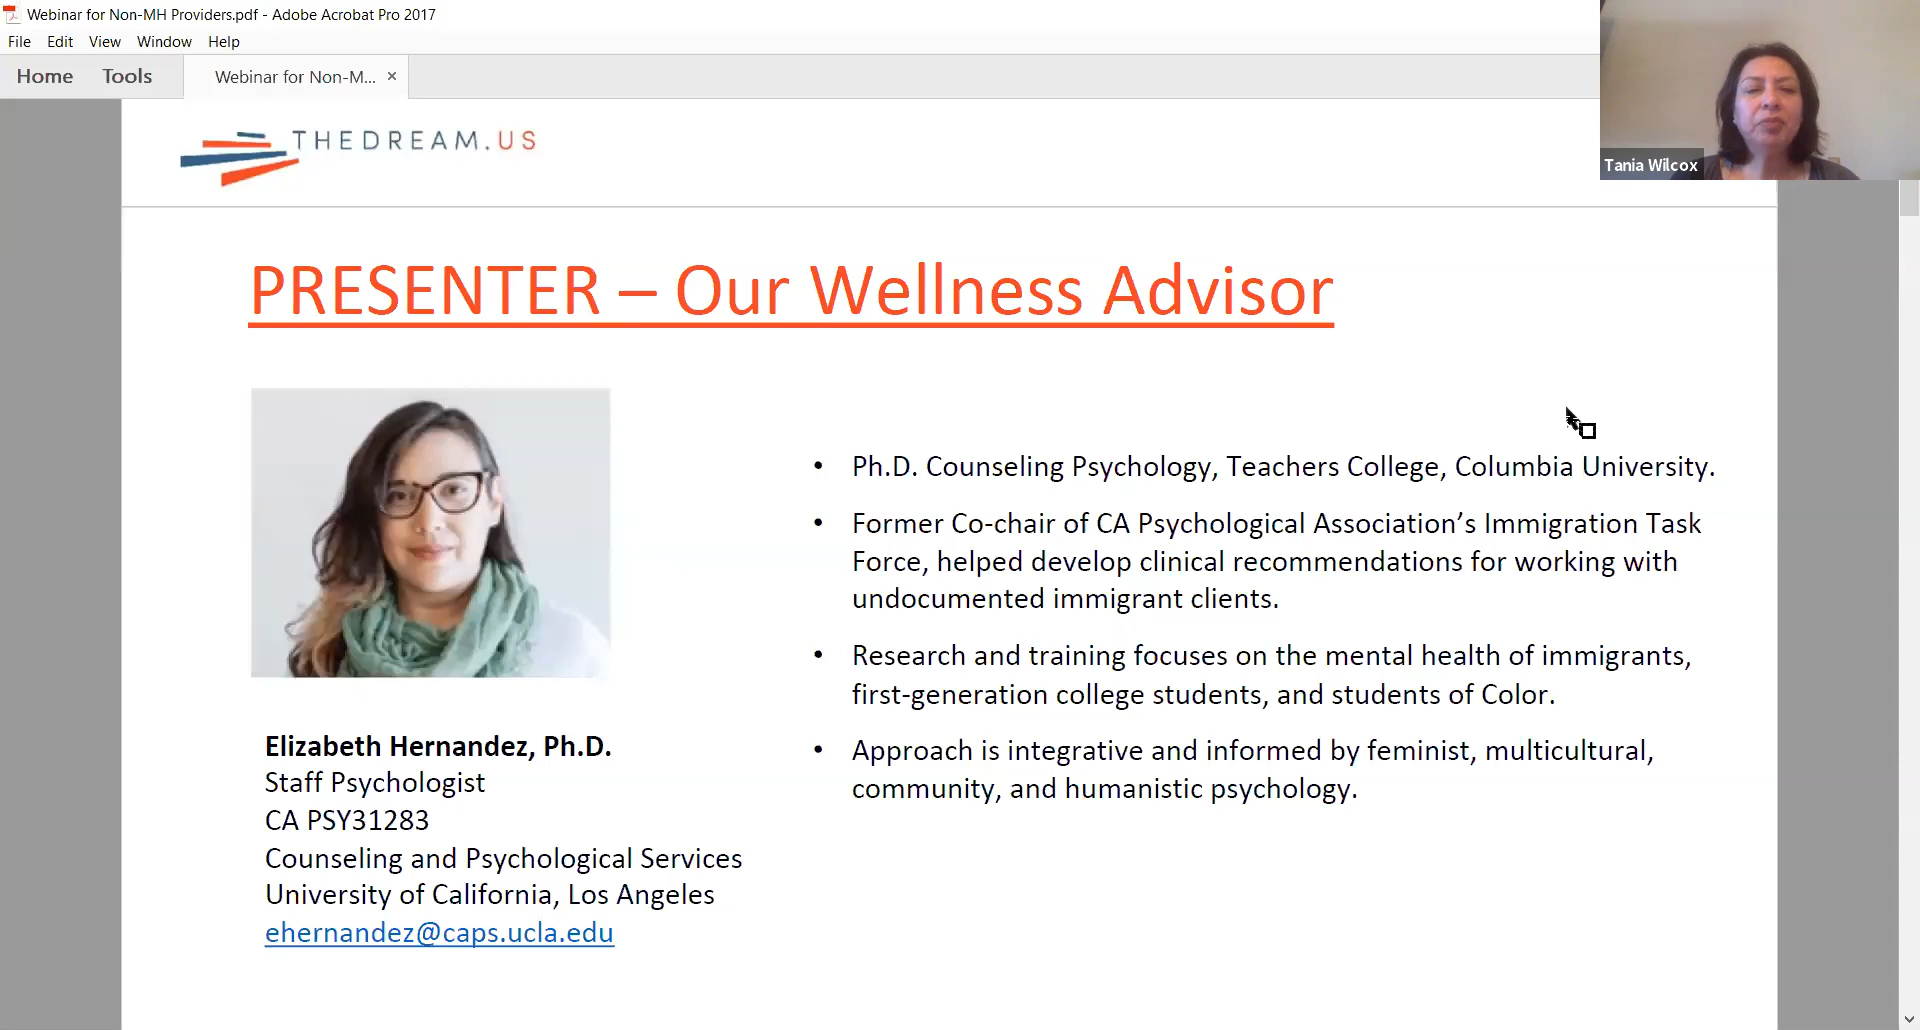 Webinar for Non-MH Providers.pdf - Adobe Acrobat Pro 2017
File Edit View Window Help
Home Tools Webinar for Non-M... ×
THEDREAM.US
Tania Wilcox
PRESENTER – Our Wellness Advisor
Elizabeth Hernandez, Ph.D.
Staff Psychologist
CA PSY31283
Counseling and Psychological Services
University of California, Los Angeles
ehernandez@caps.ucla.edu
• Ph.D. Counseling Psychology, Teachers College, Columbia University.
• Former Co-chair of CA Psychological Association’s Immigration Task
Force, helped develop clinical recommendations for working with
undocumented immigrant clients.
• Research and training focuses on the mental health of immigrants,
first-generation college students, and students of Color.
• Approach is integrative and informed by feminist, multicultural,
community, and humanistic psychology.